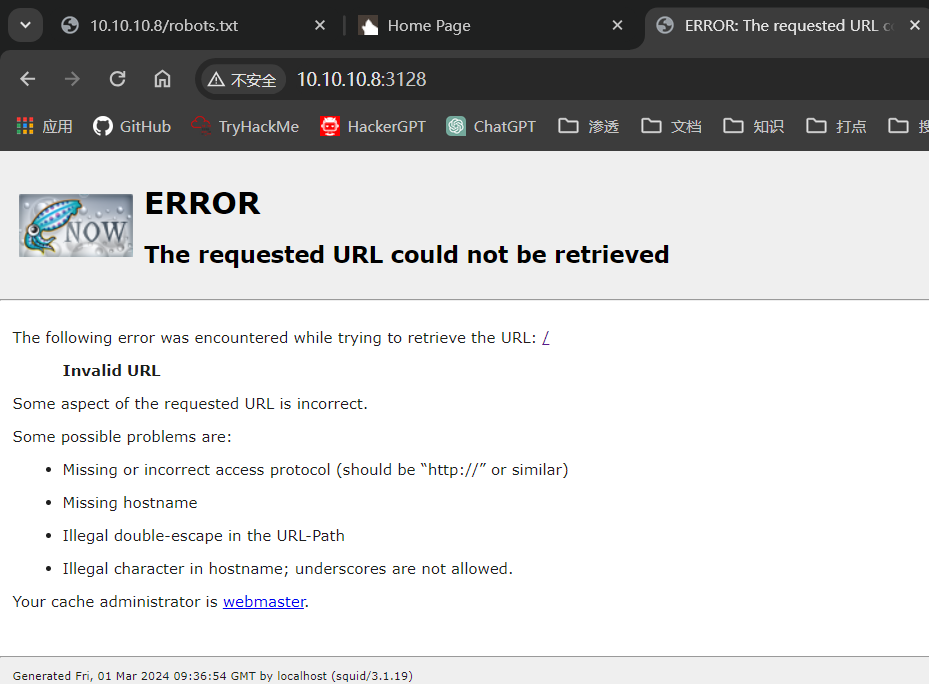 10.10.10.8/robots.txt
Home Page
ERROR: The requested URL co
不安全
10.10.10.8:3128
应用
GitHub
TryHackMe
HackerGPT
ChatGPT
渗透
文档
知识
打点
搜
NOW
ERROR
The requested URL could not be retrieved
The following error was encountered while trying to retrieve the URL: /
Invalid URL
Some aspect of the requested URL is incorrect.
Some possible problems are:
• Missing or incorrect access protocol (should be “http://” or similar)
• Missing hostname
• Illegal double-escape in the URL-Path
• Illegal character in hostname; underscores are not allowed.
Your cache administrator is webmaster.
Generated Fri, 01 Mar 2024 09:36:54 GMT by localhost (squid/3.1.19)